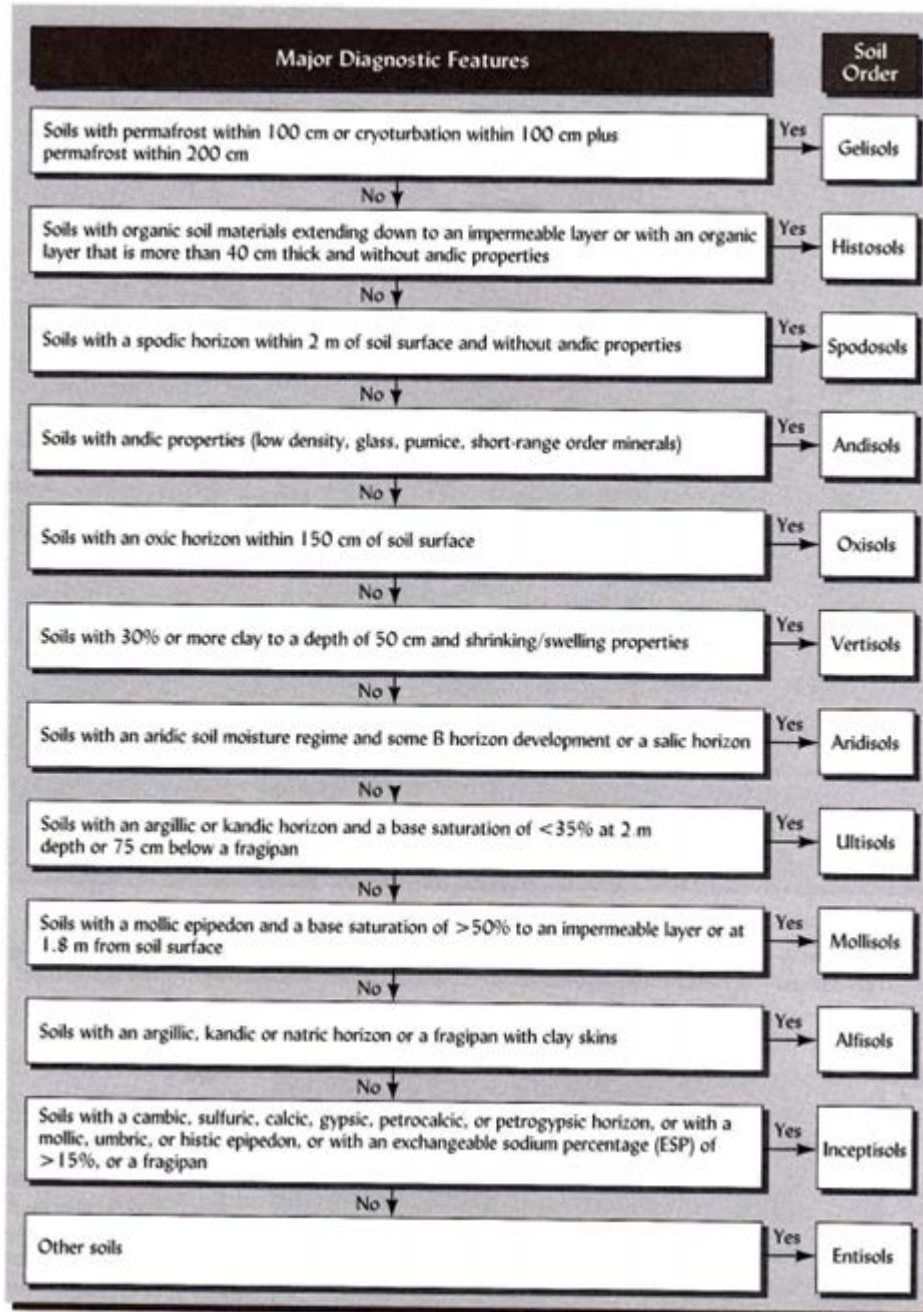 Major Diagnostic Features
Soil
Order
Soils with permafrost within 100 cm or cryoturbation within 100 cm plus
permafrost within 200 cm
Yes
Gelisols
No
Soils with organic soil materials extending down to an impermeable layer or with an organic
layer that is more than 40 cm thick and without andic properties
Yes
Histosols
No
Soils with a spodic horizon within 2 m of soil surface and without andic properties
Yes
Spodosols
No
Soils with andic properties (low density, glass, pumice, short-range order minerals)
Yes
Andisols
No
Soils with an oxic horizon within 150 cm of soil surface
Yes
Oxisols
No
Soils with 30% or more clay to a depth of 50 cm and shrinking/swelling properties
Yes
Vertisols
No
Soils with an aridic soil moisture regime and some B horizon development or a salic horizon
Yes
Aridisols
No
Soils with an argillic or kandic horizon and a base saturation of <35% at 2 m
depth or 75 cm below a fragipan
Yes
Ultisols
No
Soils with a mollic epipedon and a base saturation of >50% to an impermeable layer or at
1.8 m from soil surface
Yes
Mollisols
No
Soils with an argillic, kandic or natric horizon or a fragipan with clay skins
Yes
Alfisols
No
Soils with a cambic, sulfuric, calcic, gypsic, petrocalcic, or petrogypsic horizon, or with a
mollic, umbric, or histic epipedon, or with an exchangeable sodium percentage (ESP) of
>15%, or a fragipan
Yes
Inceptisols
No
Other soils
Yes
Entisols